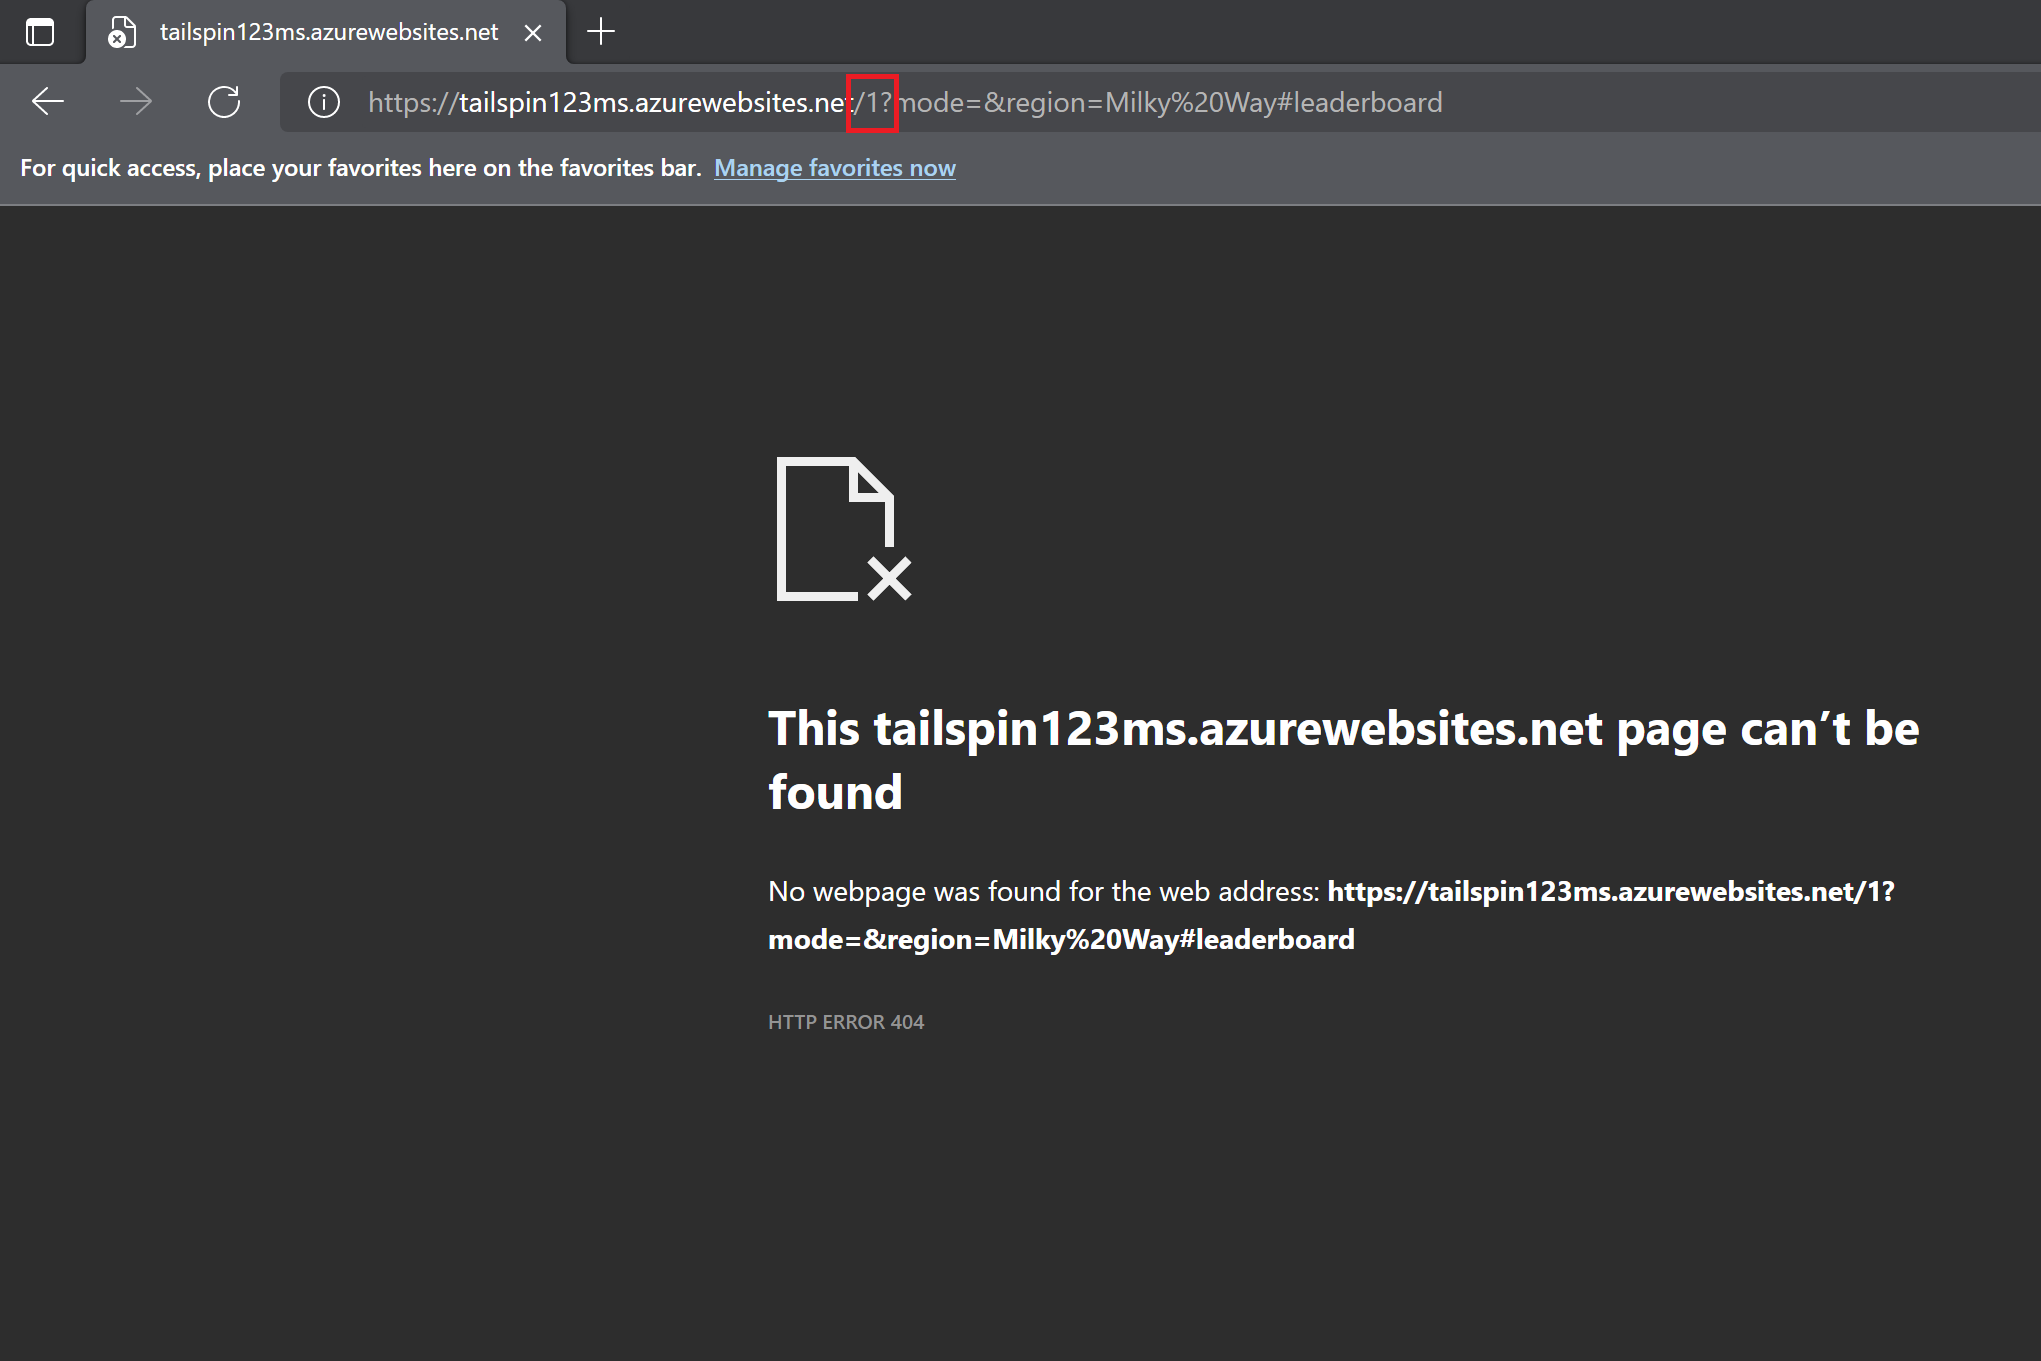 tailspin123ms.azurewebsites.net
https://tailspin123ms.azurewebsites.net/1?mode=&region=Milky%20Way#leaderboard
For quick access, place your favorites here on the favorites bar. Manage favorites now
This tailspin123ms.azurewebsites.net page can’t be
found
No webpage was found for the web address: https://tailspin123ms.azurewebsites.net/1?
mode=&region=Milky%20Way#leaderboard
HTTP ERROR 404